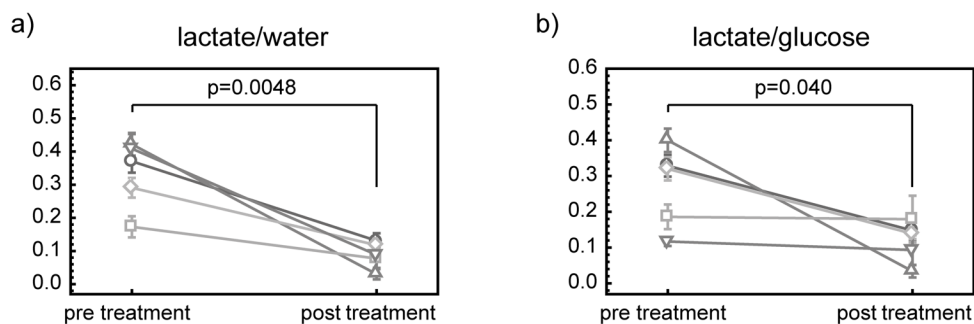 a)
lactate/water
0.6
0.5
0.4
0.3
0.2
0.1
0.0
p=0.0048
pre treatment
post treatment
b)
lactate/glucose
0.6
0.5
0.4
0.3
0.2
0.1
0.0
p=0.040
pre treatment
post treatment